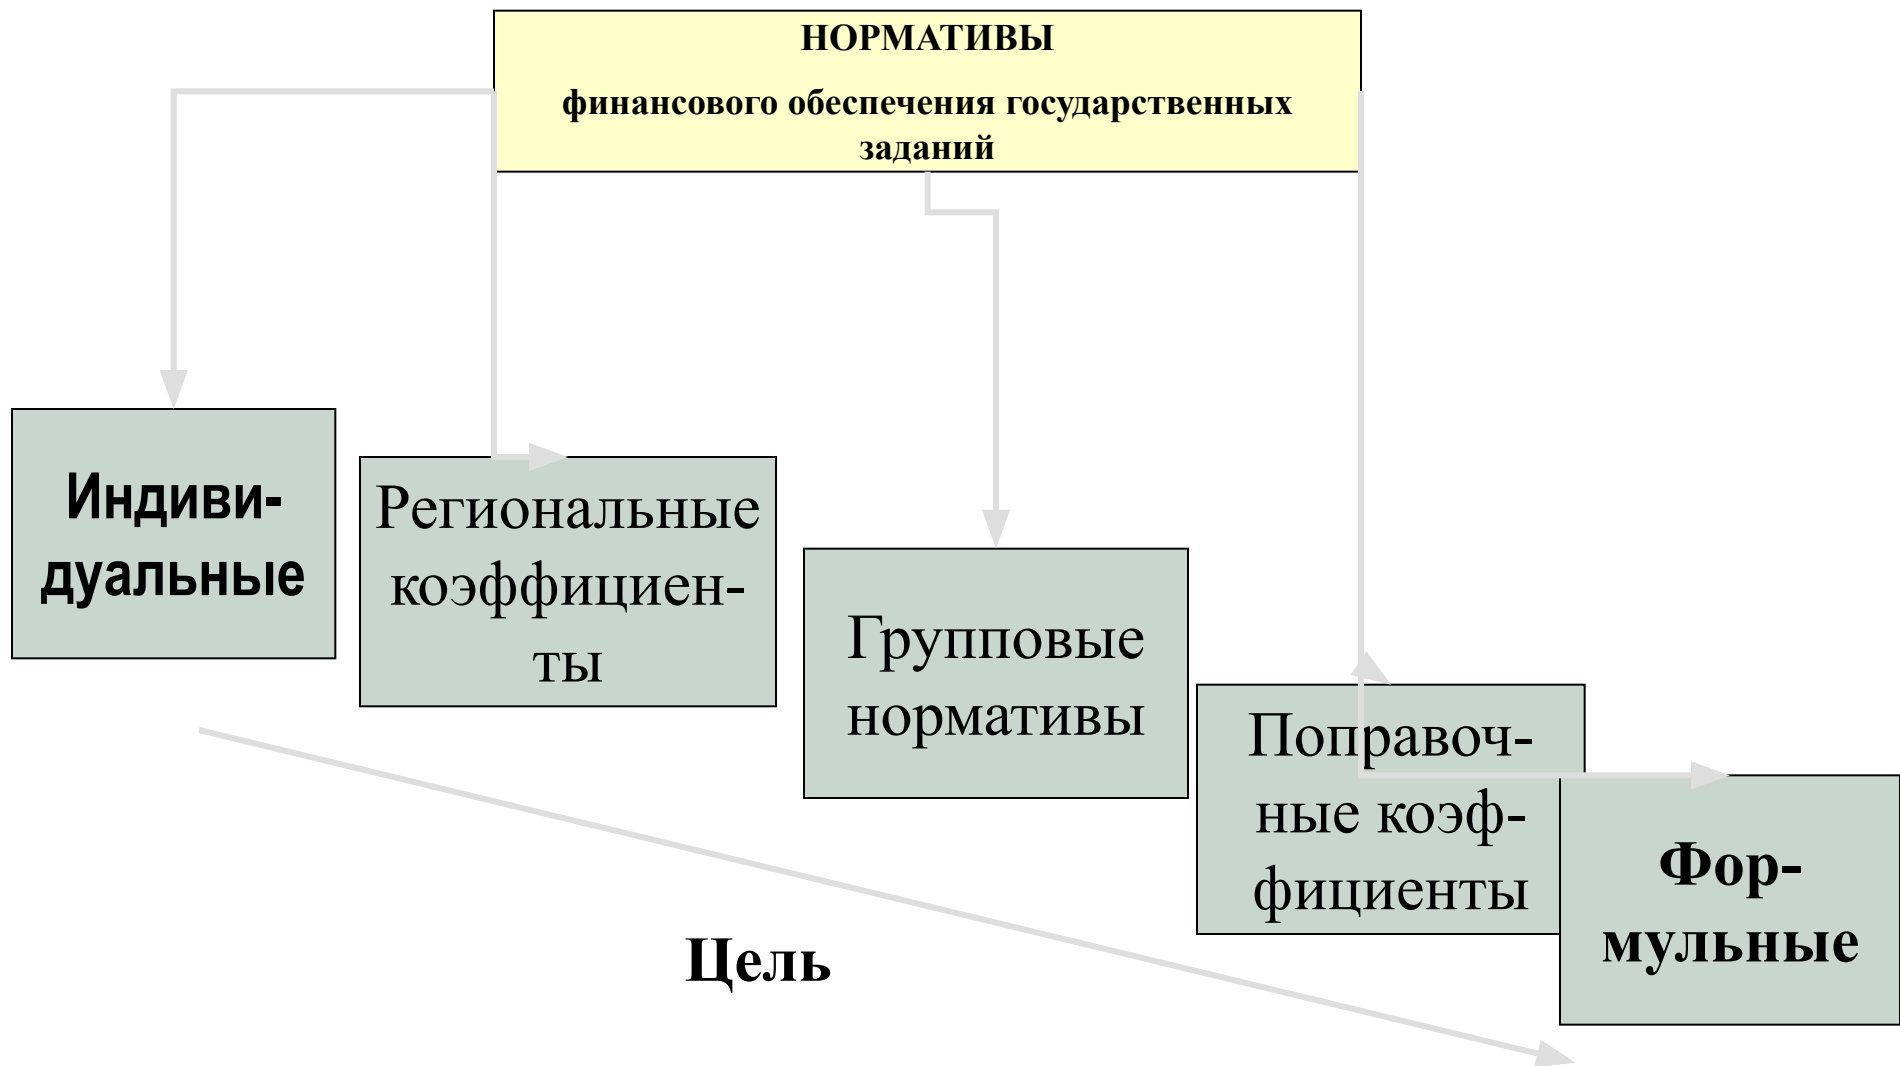 НОРМАТИВЫ
финансового обеспечения государственных
заданий
Индиви-
дуальные
Региональные
коэффициен-
ты
Групповые
нормативы
Поправоч-
ные коэф-
фициенты
Фор-
мульные
Цель